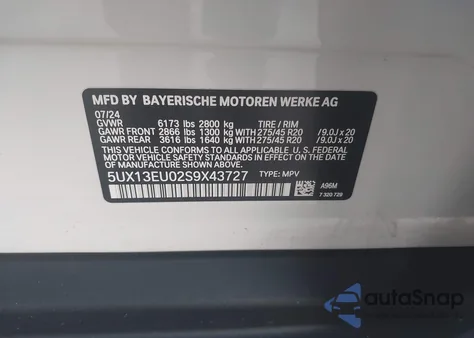 MFD BY BAYERISCHE MOTOREN WERKE AG
07/24
GVWR 6173 lbs 2800 kg TIRE / RIM
GAWR FRONT 2866 lbs 1300 kg WITH 275/45 R20 /9.0J x 20
GAWR REAR 3616 lbs 1640 kg WITH 275/45 R20 /9.0J x 20
THIS VEHICLE CONFORMS TO ALL APPLICABLE
U.S. FEDERAL MOTOR VEHICLE SAFETY
STANDARDS IN EFFECT ON THE DATE OF MANUFACTURE SHOWN ABOVE.
5UX13EU02S9X43727 TYPE: MPV
A96M
7 320 729
autoSnap